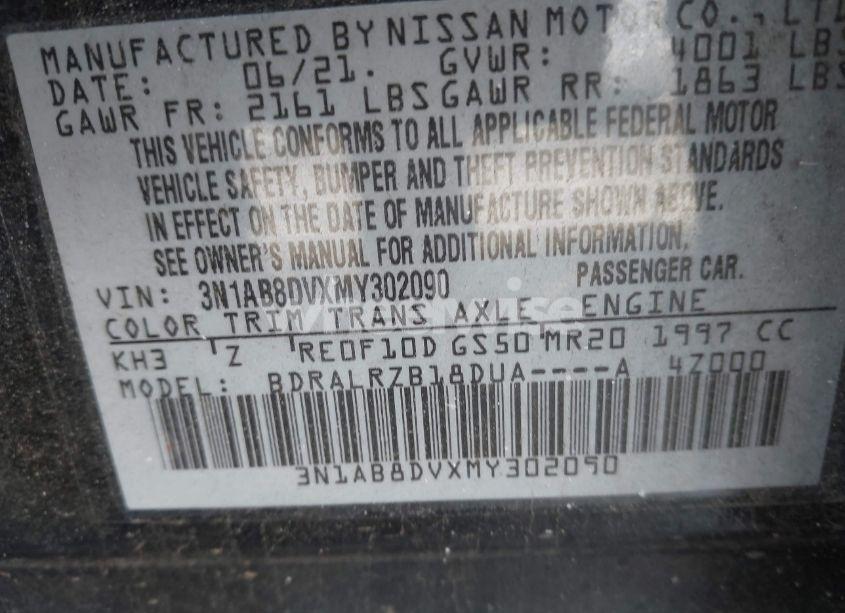 MANUFACTURED BY NISSAN MOTOR CO., LTD
DATE: 06/21. GVWR: 4001 LBS
GAWR FR: 2161 LBS GAWR RR: 1863 LBS
THIS VEHICLE CONFORMS TO ALL APPLICABLE FEDERAL MOTOR
VEHICLE SAFETY, BUMPER AND THEFT PREVENTION STANDARDS
IN EFFECT ON THE DATE OF MANUFACTURE SHOWN ABOVE.
SEE OWNER'S MANUAL FOR ADDITIONAL INFORMATION.
VIN: 3N1AB8DVXMY302090 PASSENGER CAR.
COLOR TRIM TRANS AXLE ENGINE
KH3 Z RE0F10D GS50 MR20 1997 CC
MODEL: BDRALRZB18DUA----A 4Z000
3N1AB8DVXMY302090